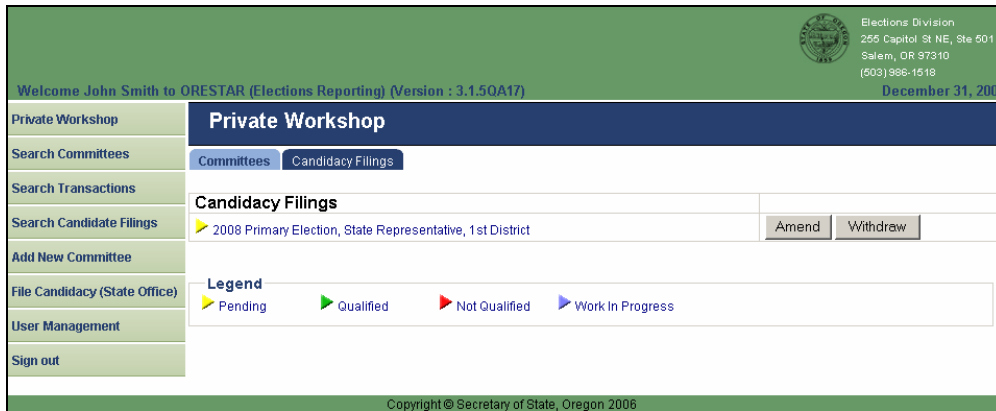 Elections Division
255 Capitol St NE, Ste 501
Salem, OR 97310
(503) 986-1518
Welcome John Smith to ORESTAR (Elections Reporting) (Version : 3.1.5QA17)
December 31, 200
Private Workshop
Search Committees
Search Transactions
Search Candidate Filings
Add New Committee
File Candidacy (State Office)
User Management
Sign out
Private Workshop
Committees Candidacy Filings
Candidacy Filings
2008 Primary Election, State Representative, 1st District Amend Withdraw
Legend
Pending Qualified Not Qualified Work In Progress
Copyright © Secretary of State, Oregon 2006